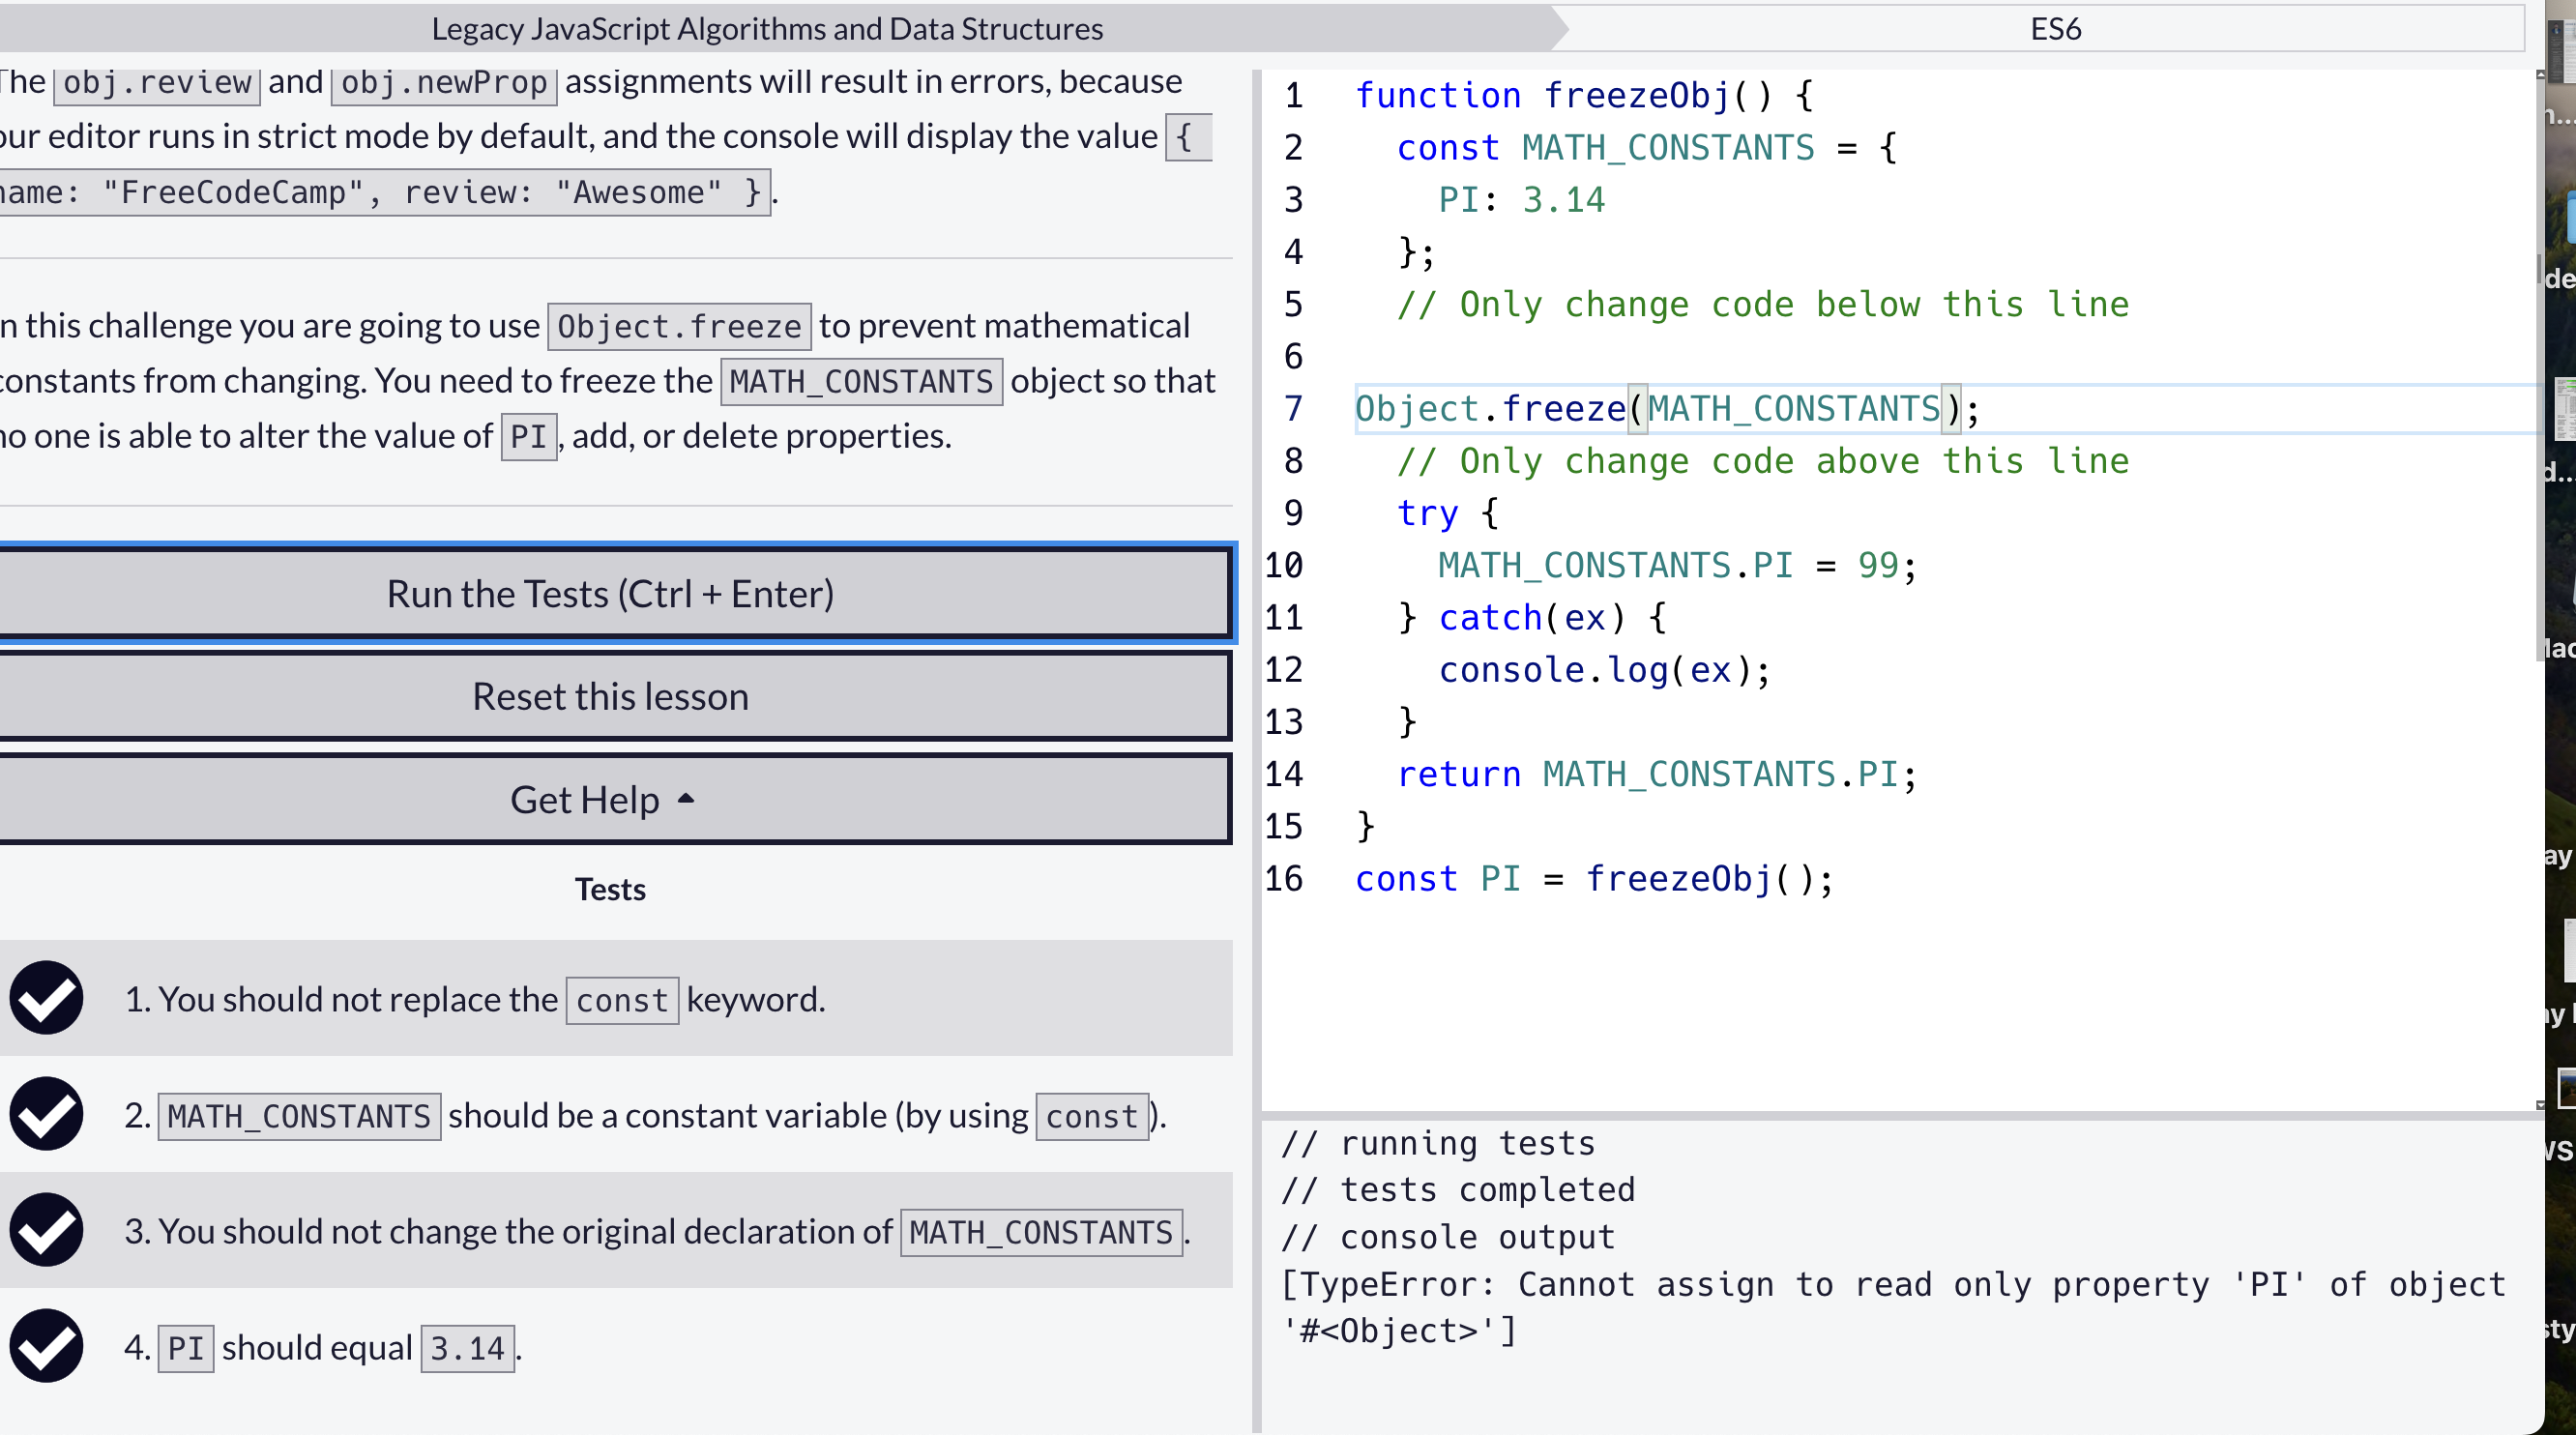 Legacy JavaScript Algorithms and Data Structures
ES6
The obj.review and obj.newProp assignments will result in errors, because
our editor runs in strict mode by default, and the console will display the value {
name: "FreeCodeCamp", review: "Awesome" }.
In this challenge you are going to use Object.freeze to prevent mathematical
constants from changing. You need to freeze the MATH_CONSTANTS object so that
no one is able to alter the value of PI, add, or delete properties.
Run the Tests (Ctrl + Enter)
Reset this lesson
Get Help
Tests
1. You should not replace the const keyword.
2. MATH_CONSTANTS should be a constant variable (by using const).
3. You should not change the original declaration of MATH_CONSTANTS.
4. PI should equal 3.14.
1 function freezeObj() {
2 const MATH_CONSTANTS = {
3 PI: 3.14
4 };
5 // Only change code below this line
6
7 Object.freeze(MATH_CONSTANTS);
8 // Only change code above this line
9 try {
10 MATH_CONSTANTS.PI = 99;
11 } catch(ex) {
12 console.log(ex);
13 }
14 return MATH_CONSTANTS.PI;
15 }
16 const PI = freezeObj();
// running tests
// tests completed
// console output
[TypeError: Cannot assign to read only property 'PI' of object
'#<Object>']